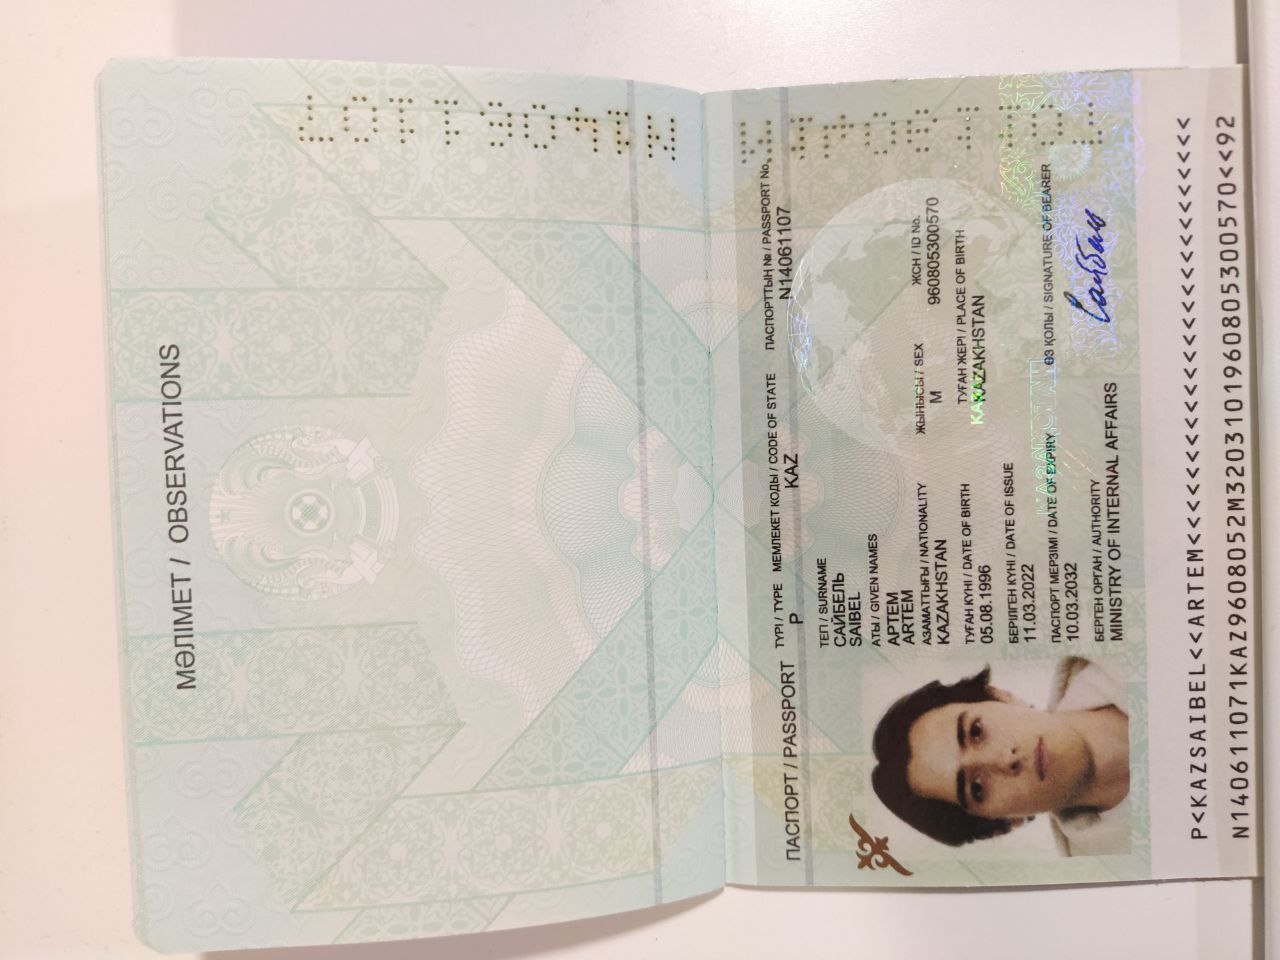 МӘЛІМЕТ / OBSERVATIONS
N14061107
ПАСПОРТ / PASSPORT
ТҮРІ / TYPE
P
МЕМЛЕКЕТ КОДЫ / CODE OF STATE
KAZ
ПАСПОРТТЫҢ № / PASSPORT No.
N14061107
ТЕГІ / SURNAME
САЙБЕЛЬ
SAIBEL
АТЫ / GIVEN NAMES
АРТЕМ
ARTEM
АЗАМАТТЫҒЫ / NATIONALITY
KAZAKHSTAN
ЖЫНЫСЫ / SEX
M
ЖСН / ID No.
960805300570
ТУҒАН КҮНІ / DATE OF BIRTH
05.08.1996
ТУҒАН ЖЕРІ / PLACE OF BIRTH
KAZAKHSTAN
БЕРІЛГЕН КҮНІ / DATE OF ISSUE
11.03.2022
ПАСПОРТ МЕРЗІМІ / DATE OF EXPIRY
10.03.2032
ӨЗ ҚОЛЫ / SIGNATURE OF BEARER
БЕРГЕН ОРГАН / AUTHORITY
MINISTRY OF INTERNAL AFFAIRS
P<KAZSAIBEL<<ARTEM<<<<<<<<<<<<<<<<<<<<<<<<<<
N140611071KAZ9608052M3203101960805300570<<92